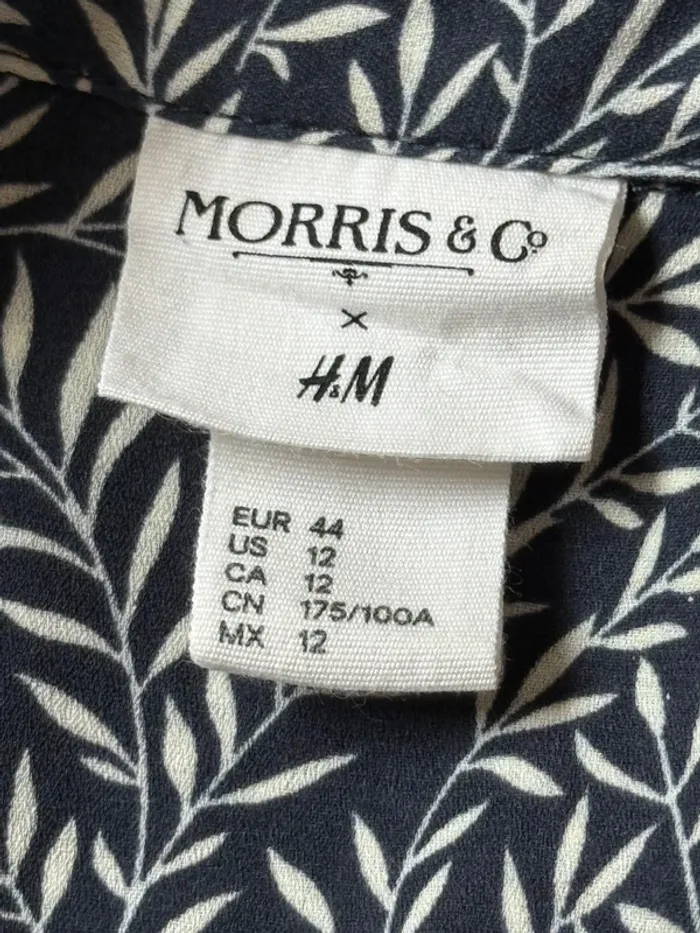 MORRIS & Co.
×
H&M
EUR 44
US 12
CA 12
CN 175/100A
MX 12